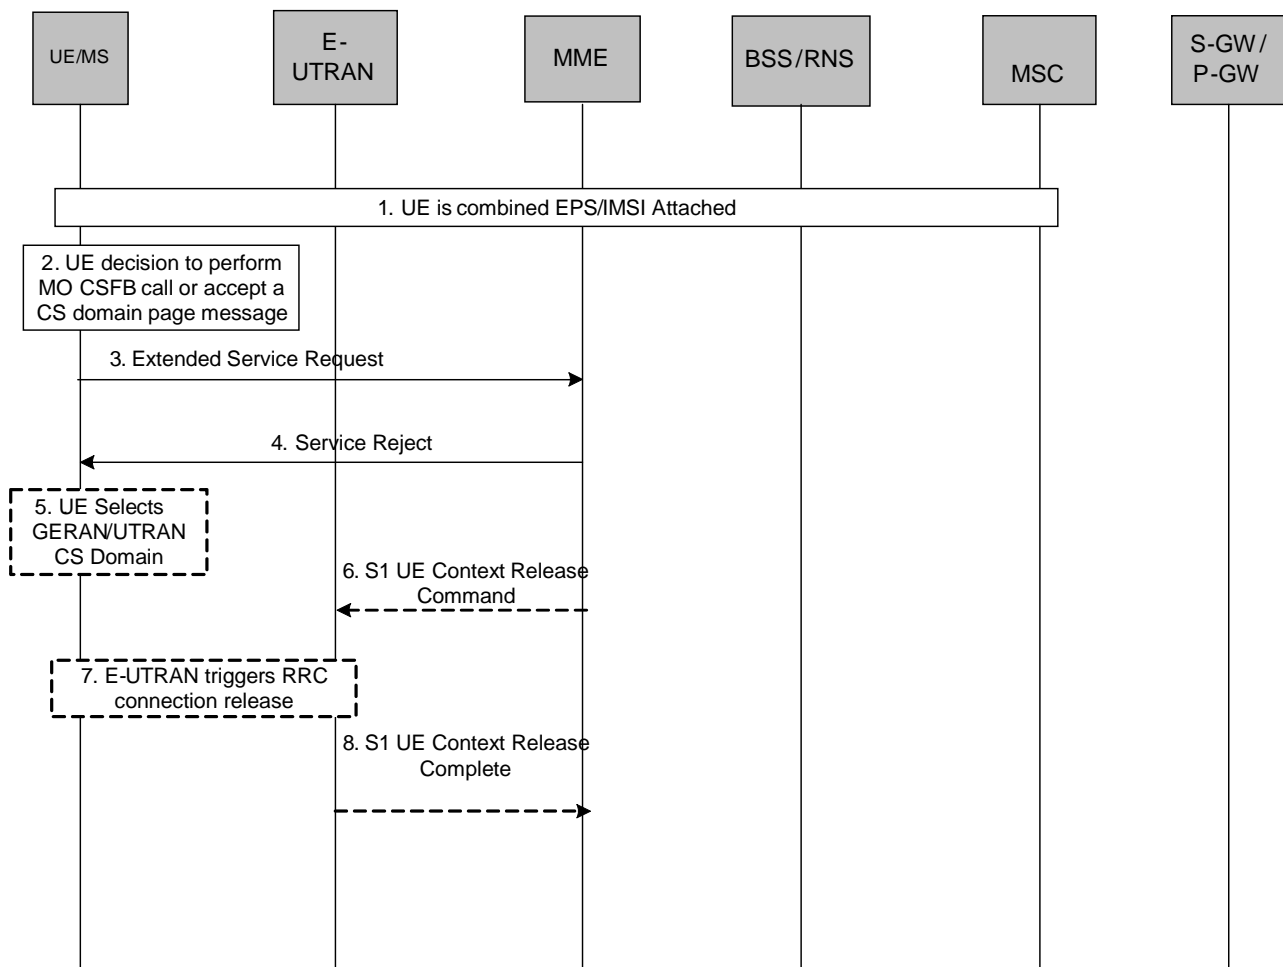 UE/MS
E-
UTRAN
MME
BSS/RNS
MSC
S-GW/
P-GW
1. UE is combined EPS/IMSI Attached
2. UE decision to perform
MO CSFB call or accept a
CS domain page message
3. Extended Service Request
4. Service Reject
5. UE Selects
GERAN/UTRAN
CS Domain
6. S1 UE Context Release
Command
7. E-UTRAN triggers RRC
connection release
8. S1 UE Context Release
Complete